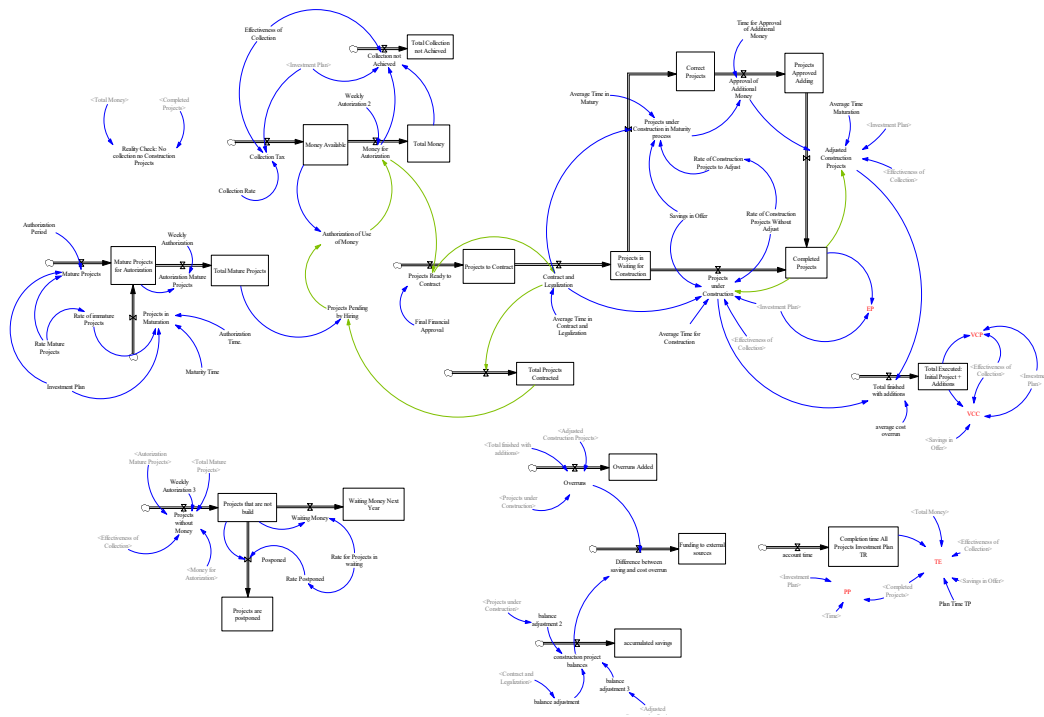 Effectiveness of
Collection
Total Collection
not Achieved
Collection not
Achieved
<Investment Plan>
Weekly
Autorization 2
Money Available
Total Money
Collection Tax
Money for
Autorization
Collection Rate
<Total Money>
<Completed
Projects>
Reality Check: No
collection no Construction
Projects
Time for Approval
of Additional
Money
Correct
Projects
Projects
Approved
Adding
Approval of
Additional
Money
Average Time in
Matury
Projects under
Construction in Maturity
process
Average Time
Maturation
<Investment Plan>
Adjusted
Construction
Projects
<Effectiveness of
Collection>
Rate of Construction
Projects to Adjust
Savings in Offer
Rate of Construction
Projects Without
Adjust
Authorization of Use
of Money
Authorization
Period
Mature Projects
Mature Projects
for Autorization
Weekly
Authorization
Autorization Mature
Projects
Total Mature Projects
Rate of immature
Projects
Projects in
Maturation
Rate Mature
Projects
Authorization
Time.
Maturity Time
Investment Plan
Projects Pending
by Hiring
Projects Ready to
Contract
Projects to Contract
Contract and
Legalization
Projects in
Waiting for
Construction
Projects
under
Construction
Completed
Projects
Final Financial
Approval
Average Time in
Contract and
Legalization
Average Time for
Construction
<Investment Plan>
<Effectiveness of
Collection>
EP
Total Projects
Contracted
Total finished
with additions
Total Executed:
Initial Project +
Additions
average cost
overrun
VCP
<Effectiveness
of Collection>
<Investment
Plan>
VCC
<Savings in
Offer>
<Autorization
Mature Projects>
<Total Mature
Projects>
Weekly
Autorization 3
Projects
without
Money
Projects that are not
build
Waiting Money
Waiting Money Next
Year
<Effectiveness of
Collection>
<Money for
Autorization>
Postponed
Rate Postponed
Rate for Projects in
waiting
Projects are
postponed
<Adjusted
Construction Projects>
<Total finished with
additions>
Overruns
Overruns Added
<Projects under
Construction>
Difference between
saving and cost overrun
Funding to external
sources
<Projects under
Construction>
balance
adjustment 2
construction project
balances
accumulated savings
<Contract and
Legalization>
balance adjustment
balance
adjustment 3
<Adjusted
account time
Completion time All
Projects Investment Plan
TR
<Total Money>
<Effectiveness of
Collection>
TE
<Savings in Offer>
Plan Time TP
<Investment
Plan>
PP
<Completed
Projects>
<Time>